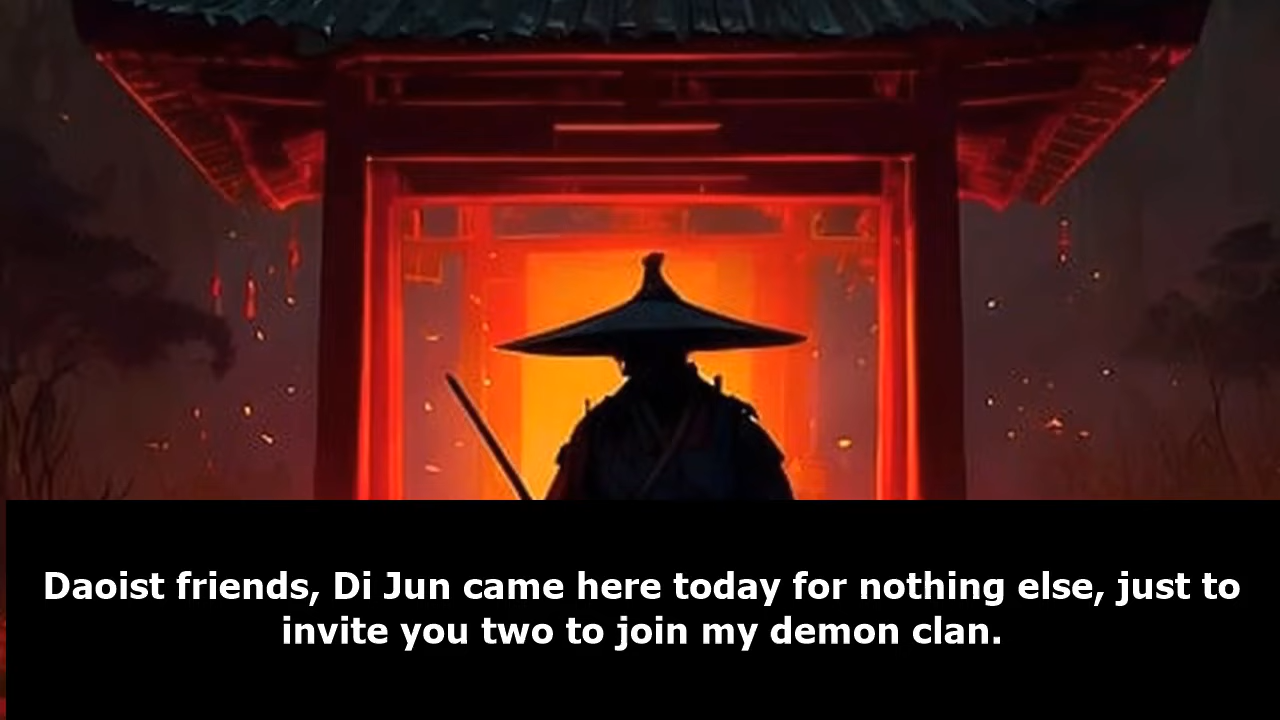 Daoist friends, Di Jun came here today for nothing else, just to
invite you two to join my demon clan.